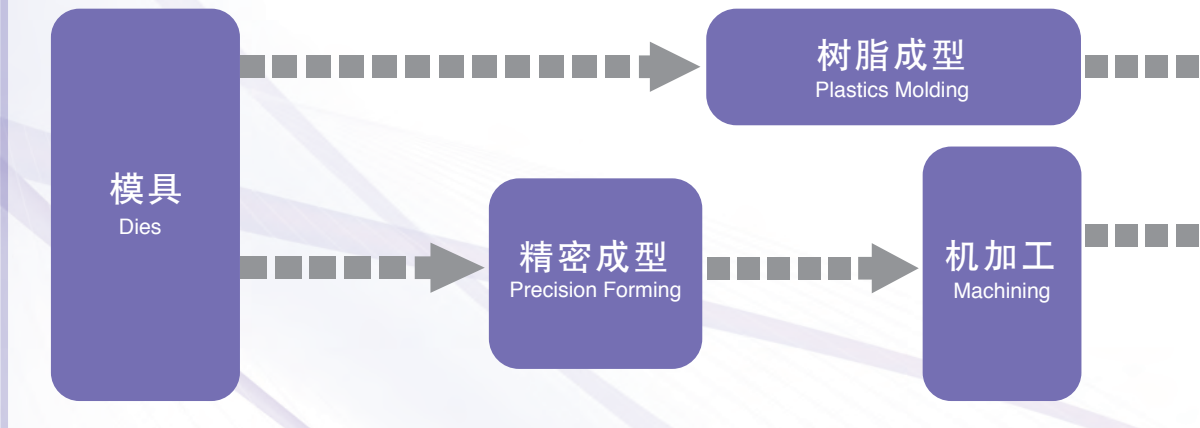 树脂成型
Plastics Molding
模具
Dies
精密成型
Precision Forming
机加工
Machining